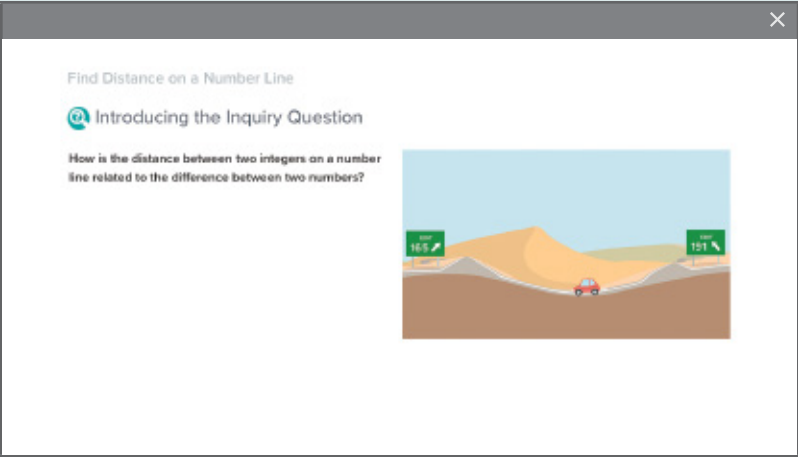 Find Distance on a Number Line
Introducing the Inquiry Question
How is the distance between two integers on a number
line related to the difference between two numbers?
165
191